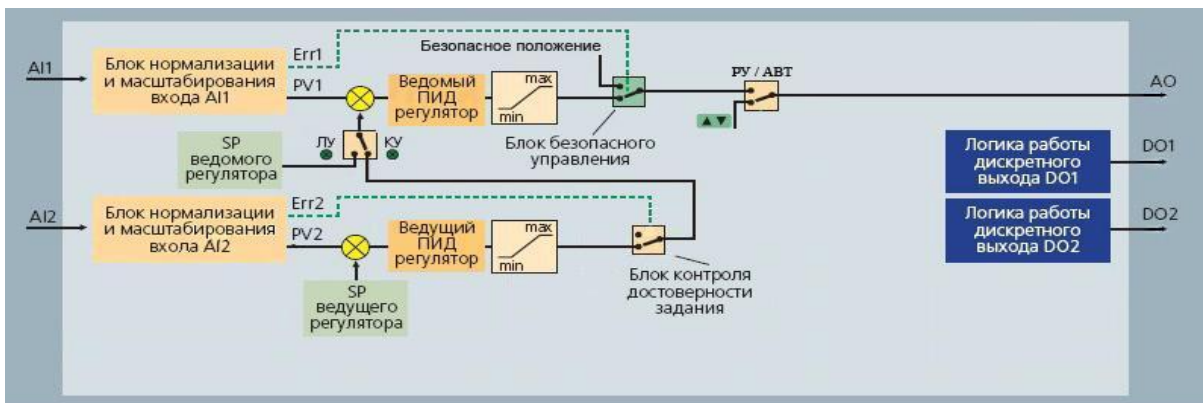 AI1
Блок нормализации
и масштабирования
входа AI1
Err1
PV1
Ведомый
ПИД
регулятор
max
min
Безопасное положение
Блок безопасного
управления
РУ / АВТ
▲▼
AO
SP
ведомого
регулятора
ЛУ
КУ
AI2
Блок нормализации
и масштабирования
вхола AI2
Err2
PV2
SP
ведущего
регулятора
Ведущий
ПИД
регулятор
max
min
Блок контроля
достоверности
задания
Логика работы
дискретного
выхода DO1
DO1
Логика работы
дискретного
выхода DO2
DO2